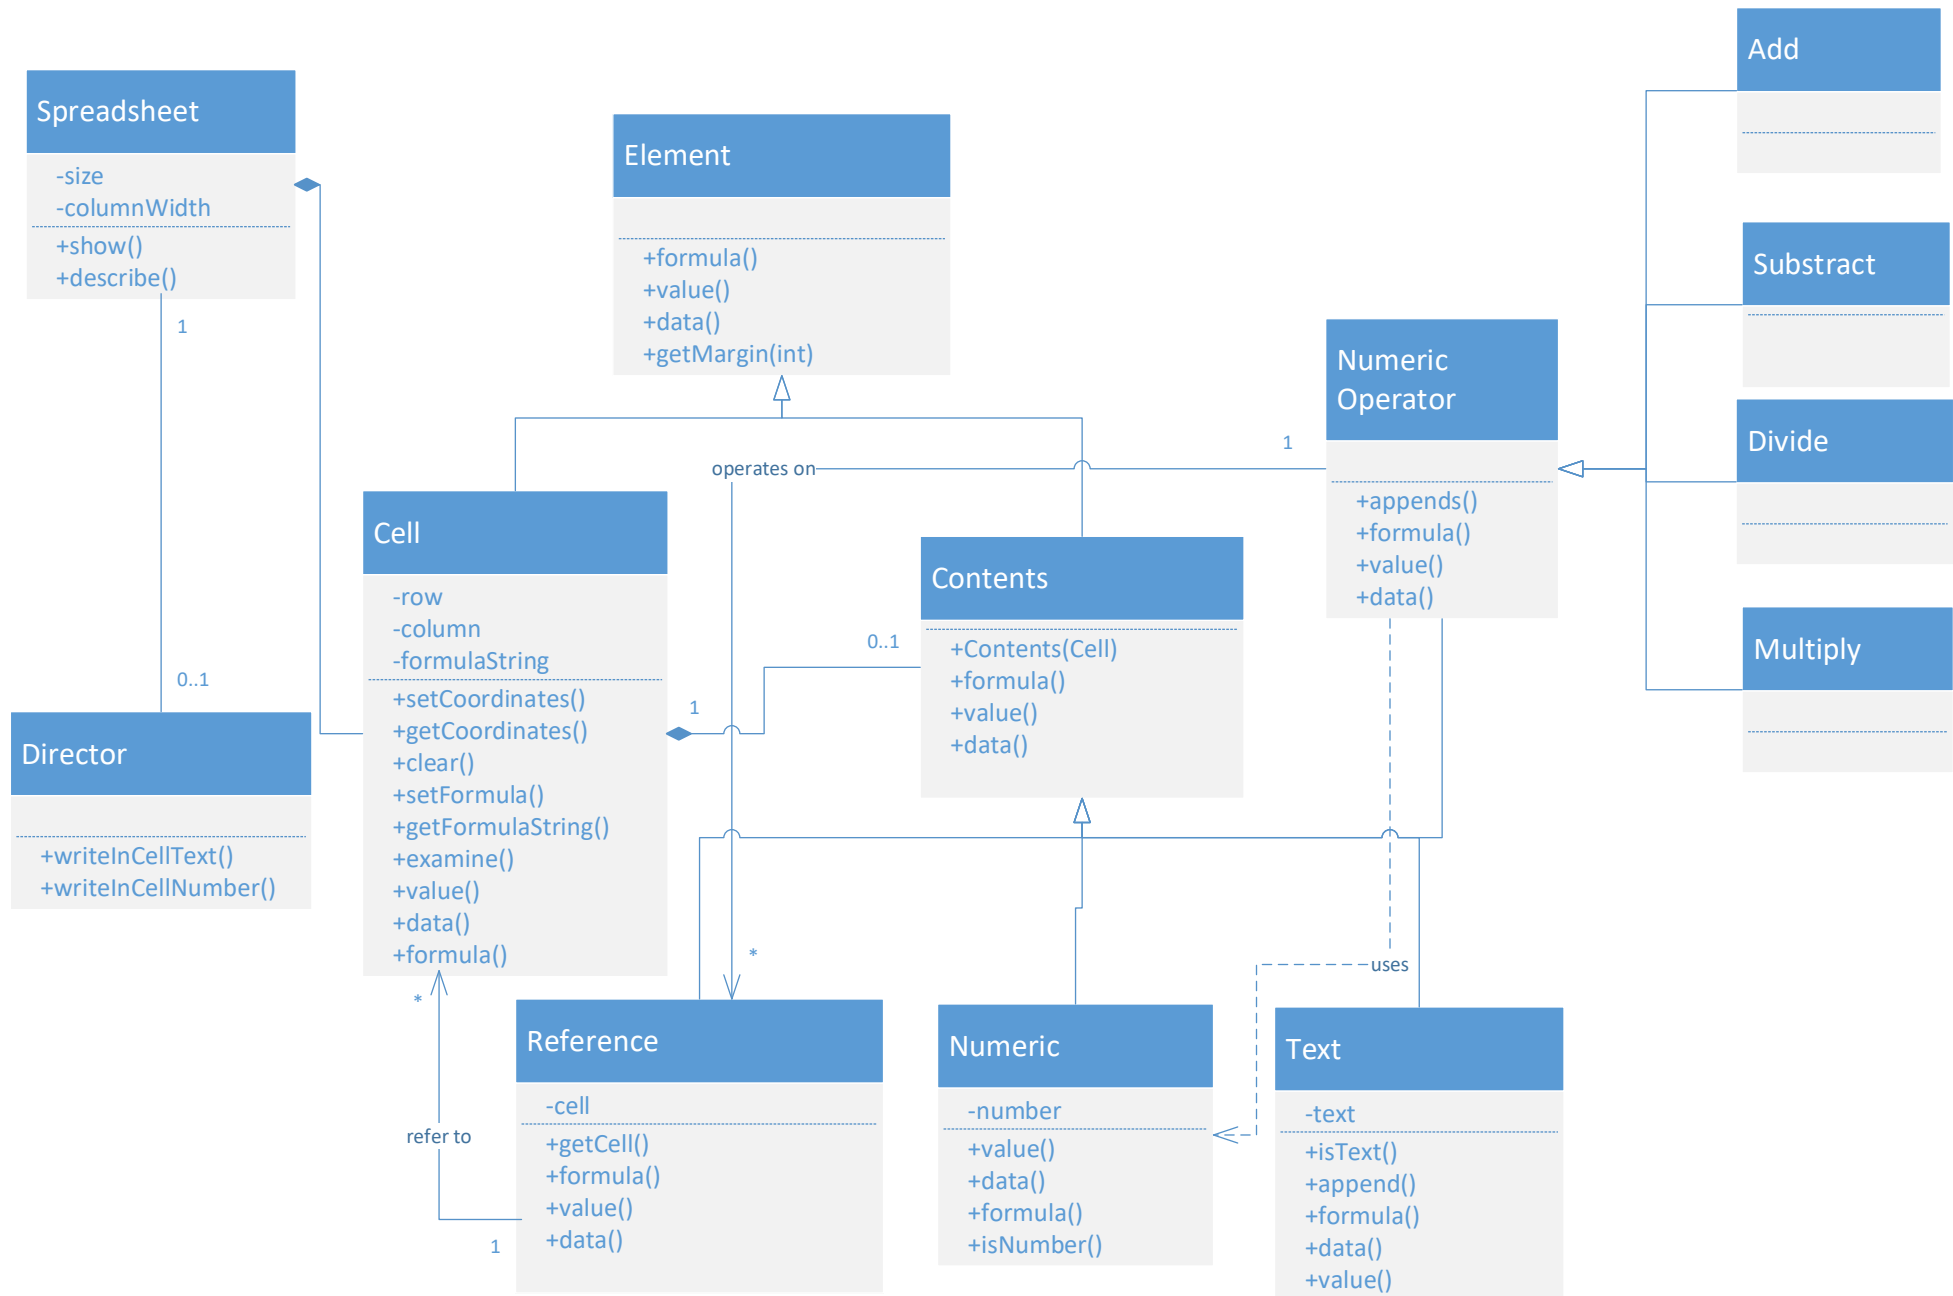 Spreadsheet
-size
-columnWidth
+show()
+describe()
1
0..1
Director
+writeInCellText()
+writeInCellNumber()
Element
+formula()
+value()
+data()
+getMargin(int)
Cell
-row
-column
-formulaString
+setCoordinates()
+getCoordinates()
+clear()
+setFormula()
+getFormulaString()
+examine()
+value()
+data()
+formula()
1
0..1
Contents
+Contents(Cell)
+formula()
+value()
+data()
operates on
1
*
Numeric
Operator
+appends()
+formula()
+value()
+data()
Add
Substract
Divide
Multiply
*
refer to
1
Reference
-cell
+getCell()
+formula()
+value()
+data()
Numeric
-number
+value()
+data()
+formula()
+isNumber()
uses
Text
-text
+isText()
+append()
+formula()
+data()
+value()